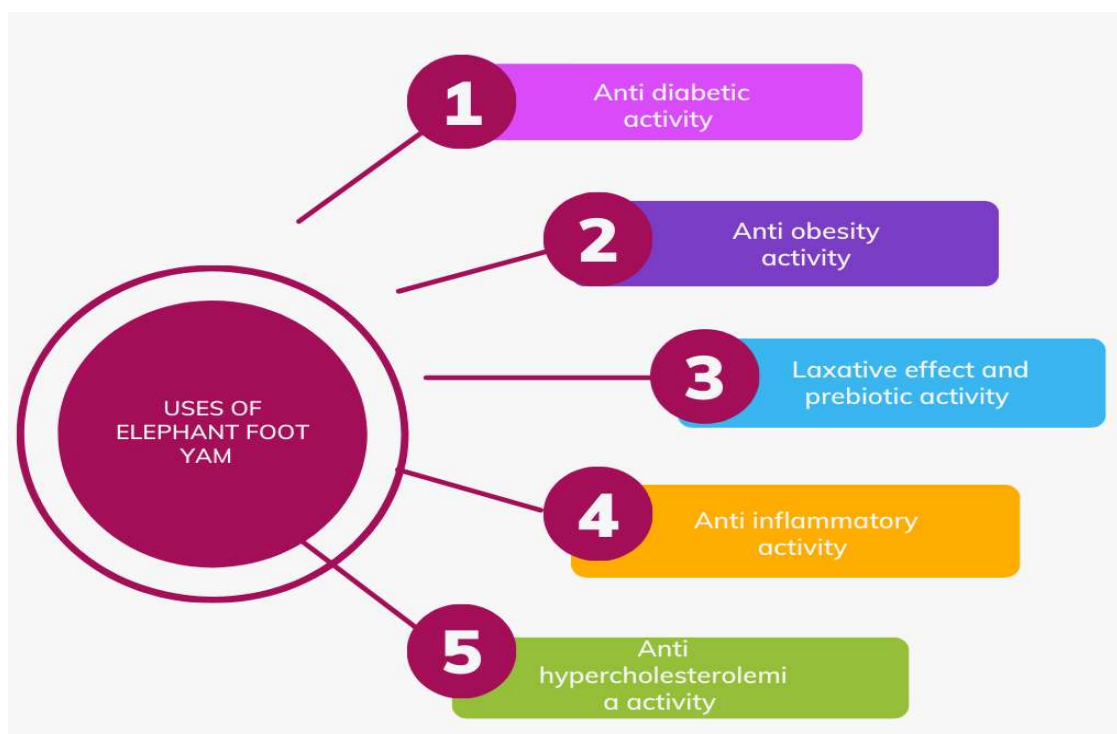 1
Anti diabetic
activity
2
Anti obesity
activity
3
Laxative effect and
prebiotic activity
USES OF
ELEPHANT FOOT
YAM
4
Anti inflammatory
activity
5
Anti
hypercholesterolemi
a activity